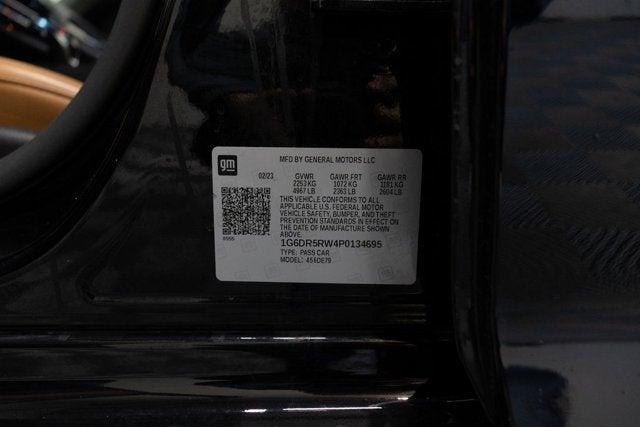 gm
MFD BY GENERAL MOTORS LLC
02/23 GVWR GAWR FRT GAWR RR
2253 KG 1072 KG 1181 KG
4967 LB 2363 LB 2604 LB
THIS VEHICLE CONFORMS TO ALL
APPLICABLE U.S. FEDERAL MOTOR
VEHICLE SAFETY, BUMPER, AND THEFT
PREVENTION STANDARDS IN EFFECT ON
THE DATE OF MANUFACTURE SHOWN
ABOVE.
1G6DR5RW4P0134695
TYPE: PASS CAR